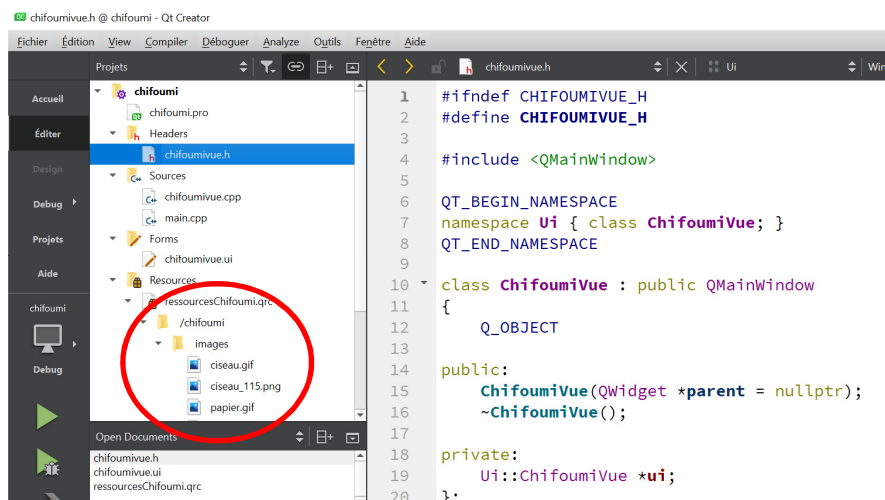 chifoumivue.h @ chifoumi - Qt Creator
Fichier Édition View Compiler Déboguer Analyze Outils Fenêtre Aide
Projets
chifoumivue.h
Ui
Accueil
Éditer
Design
Debug
Projets
Aide
chifoumi
Debug
chifoumi
chifoumi.pro
Headers
chifoumivue.h
Sources
chifoumivue.cpp
main.cpp
Forms
chifoumivue.ui
Resources
ressourcesChifoumi.qrc
/chifoumi
images
ciseau.gif
ciseau_115.png
papier.gif
Open Documents
chifoumivue.h
chifoumivue.ui
ressourcesChifoumi.qrc
1 #ifndef CHIFOUMIVUE_H
2 #define CHIFOUMIVUE_H
3
4 #include <QMainWindow>
5
6 QT_BEGIN_NAMESPACE
7 namespace Ui { class ChifoumiVue; }
8 QT_END_NAMESPACE
9
10 class ChifoumiVue : public QMainWindow
11 {
12 Q_OBJECT
13
14 public:
15 ChifoumiVue(QWidget *parent = nullptr);
16 ~ChifoumiVue();
17
18 private:
19 Ui::ChifoumiVue *ui;
20 };